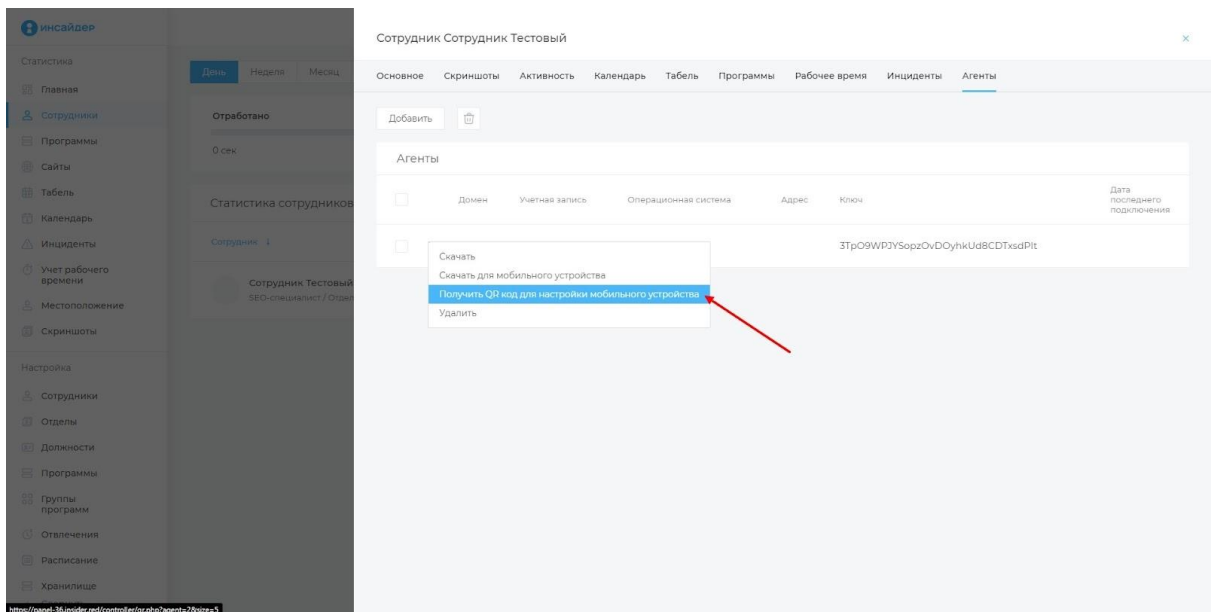 инсайдер
Статистика
Главная
Сотрудники
Программы
Сайты
Табель
Календарь
Инциденты
Учет рабочего
времени
Местоположение
Скриншоты
Настройка
Сотрудники
Отделы
Должности
Программы
Группы
программ
Отвлечения
Расписание
Хранилище
https://panel-36.insider.red/controller/qr.php?agent=2&size=5
День Неделя Месяц
Отработано
0 сек
Статистика сотрудников
Сотрудник ↓
Сотрудник Тестовый
SEO-специалист / Отдел
Сотрудник Сотрудник Тестовый
×
Основное Скриншоты Активность Календарь Табель Программы Рабочее время Инциденты Агенты
Добавить
Агенты
Домен Учётная запись Операционная система Адрес Ключ Дата
последнего
подключения
3TpO9WPJYSopzOvDOyhkUd8CDTxsdPlt
Скачать
Скачать для мобильного устройства
Получить QR код для настройки мобильного устройства
Удалить